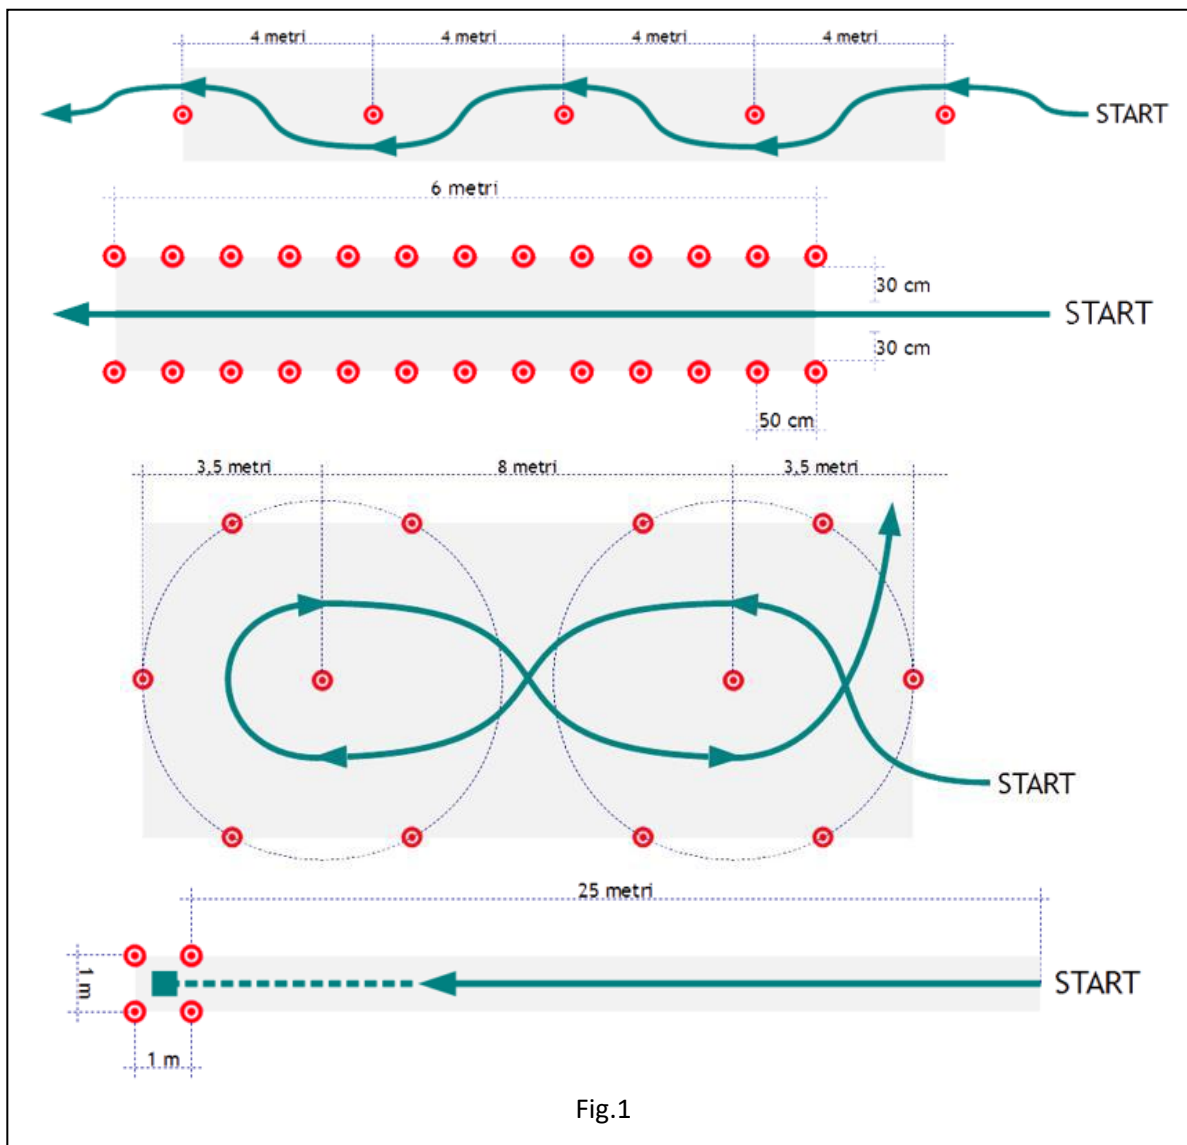 4 metri 4 metri 4 metri 4 metri
START
6 metri
30 cm
START
30 cm
50 cm
3,5 metri 8 metri 3,5 metri
START
25 metri
1 m
START
1 m
Fig.1